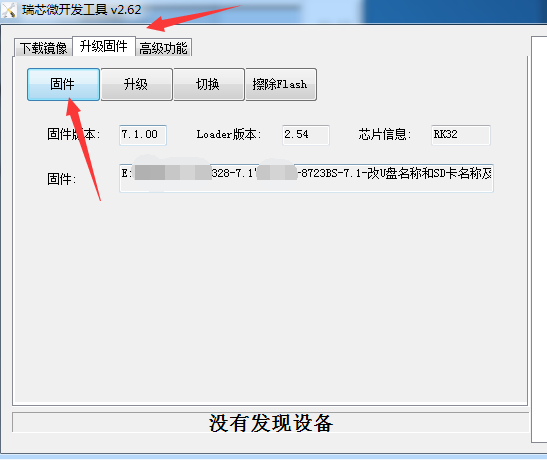 瑞芯微开发工具 v2.62
下载镜像 升级固件 高级功能
固件 升级 切换 擦除Flash
固件版本: 7.1.00 Loader版本: 2.54 芯片信息: RK32
固件: E: 328-7.1 -8723BS-7.1-改U盘名称和SD卡名称及
没有发现设备